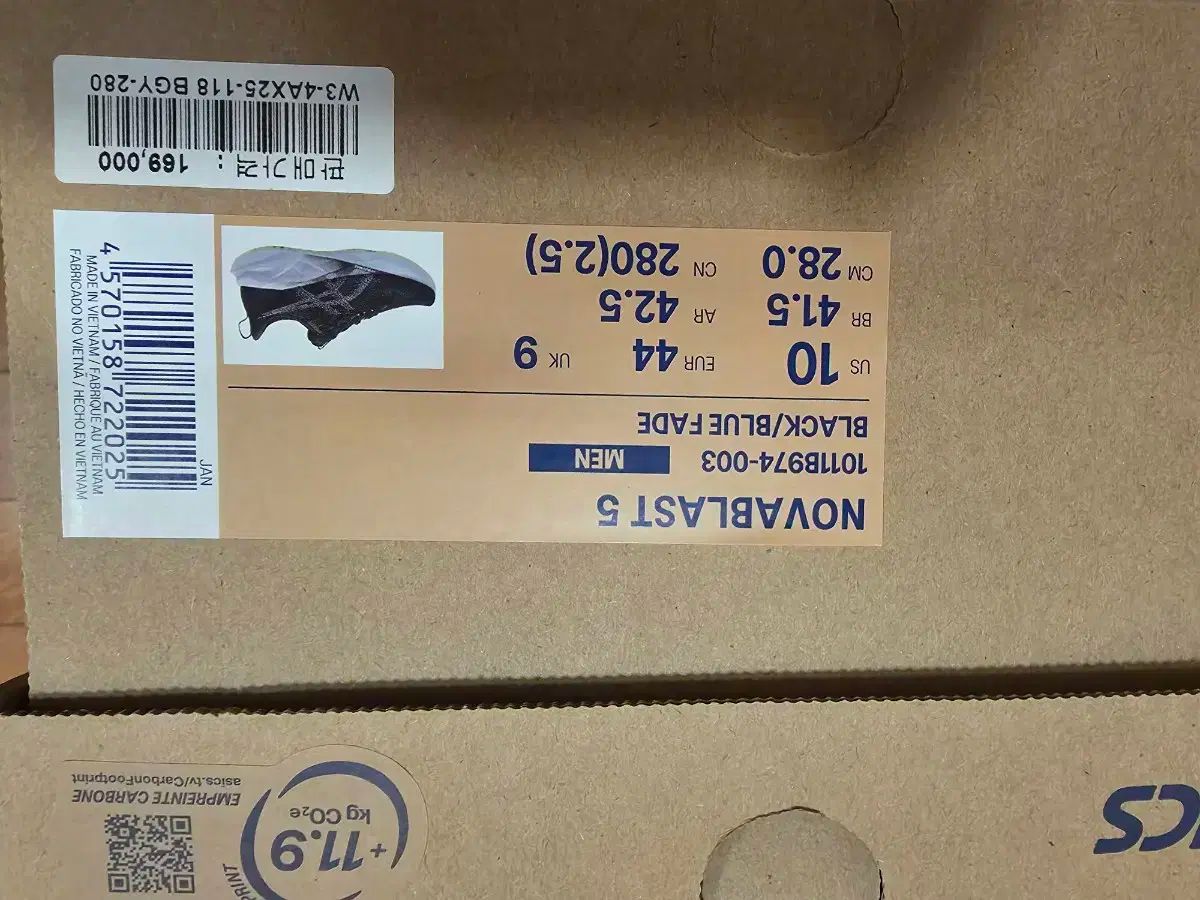 판매가격 : 169,000
W3-4AX25-118 BGY-280
NOVABLAST 5
1011B974-003 MEN
BLACK/BLUE FADE
US 10 EUR 44 UK 9
BR 41.5 AR 42.5
CM 28.0 CN 280(2.5)
JAN
4 570158 722025
MADE IN VIETNAM / FABRIQUE AU VIETNAM
FABRICADO NO VIETNÃ / HECHO EN VIETNAM
+11.9
kg CO₂e
EMPREINTE CARBONE
asics.tv/CarbonFootprint